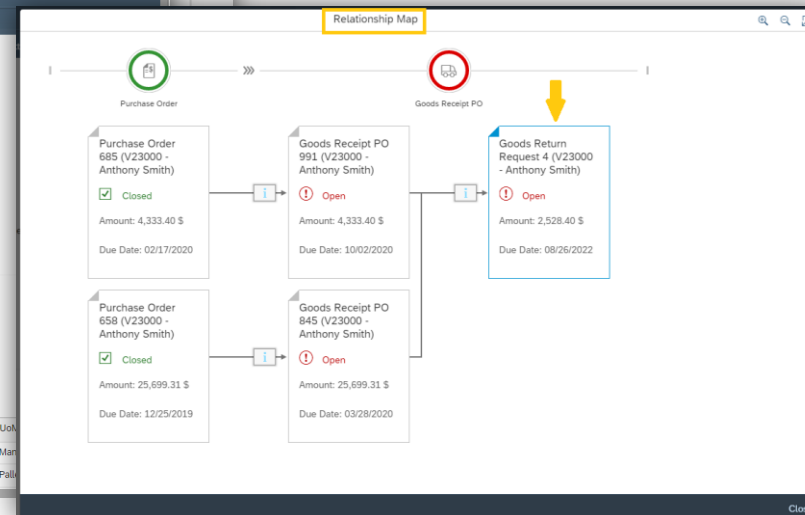 Relationship Map
Purchase Order
Goods Receipt PO
Purchase Order
685 (V23000 -
Anthony Smith)
Closed
Amount: 4,333.40 $
Due Date: 02/17/2020
Goods Receipt PO
991 (V23000 -
Anthony Smith)
Open
Amount: 4,333.40 $
Due Date: 10/02/2020
Goods Return
Request 4 (V23000
- Anthony Smith)
Open
Amount: 2,528.40 $
Due Date: 08/26/2022
Purchase Order
658 (V23000 -
Anthony Smith)
Closed
Amount: 25,699.31 $
Due Date: 12/25/2019
Goods Receipt PO
845 (V23000 -
Anthony Smith)
Open
Amount: 25,699.31 $
Due Date: 03/28/2020
UoM
Man
Palle
Clos